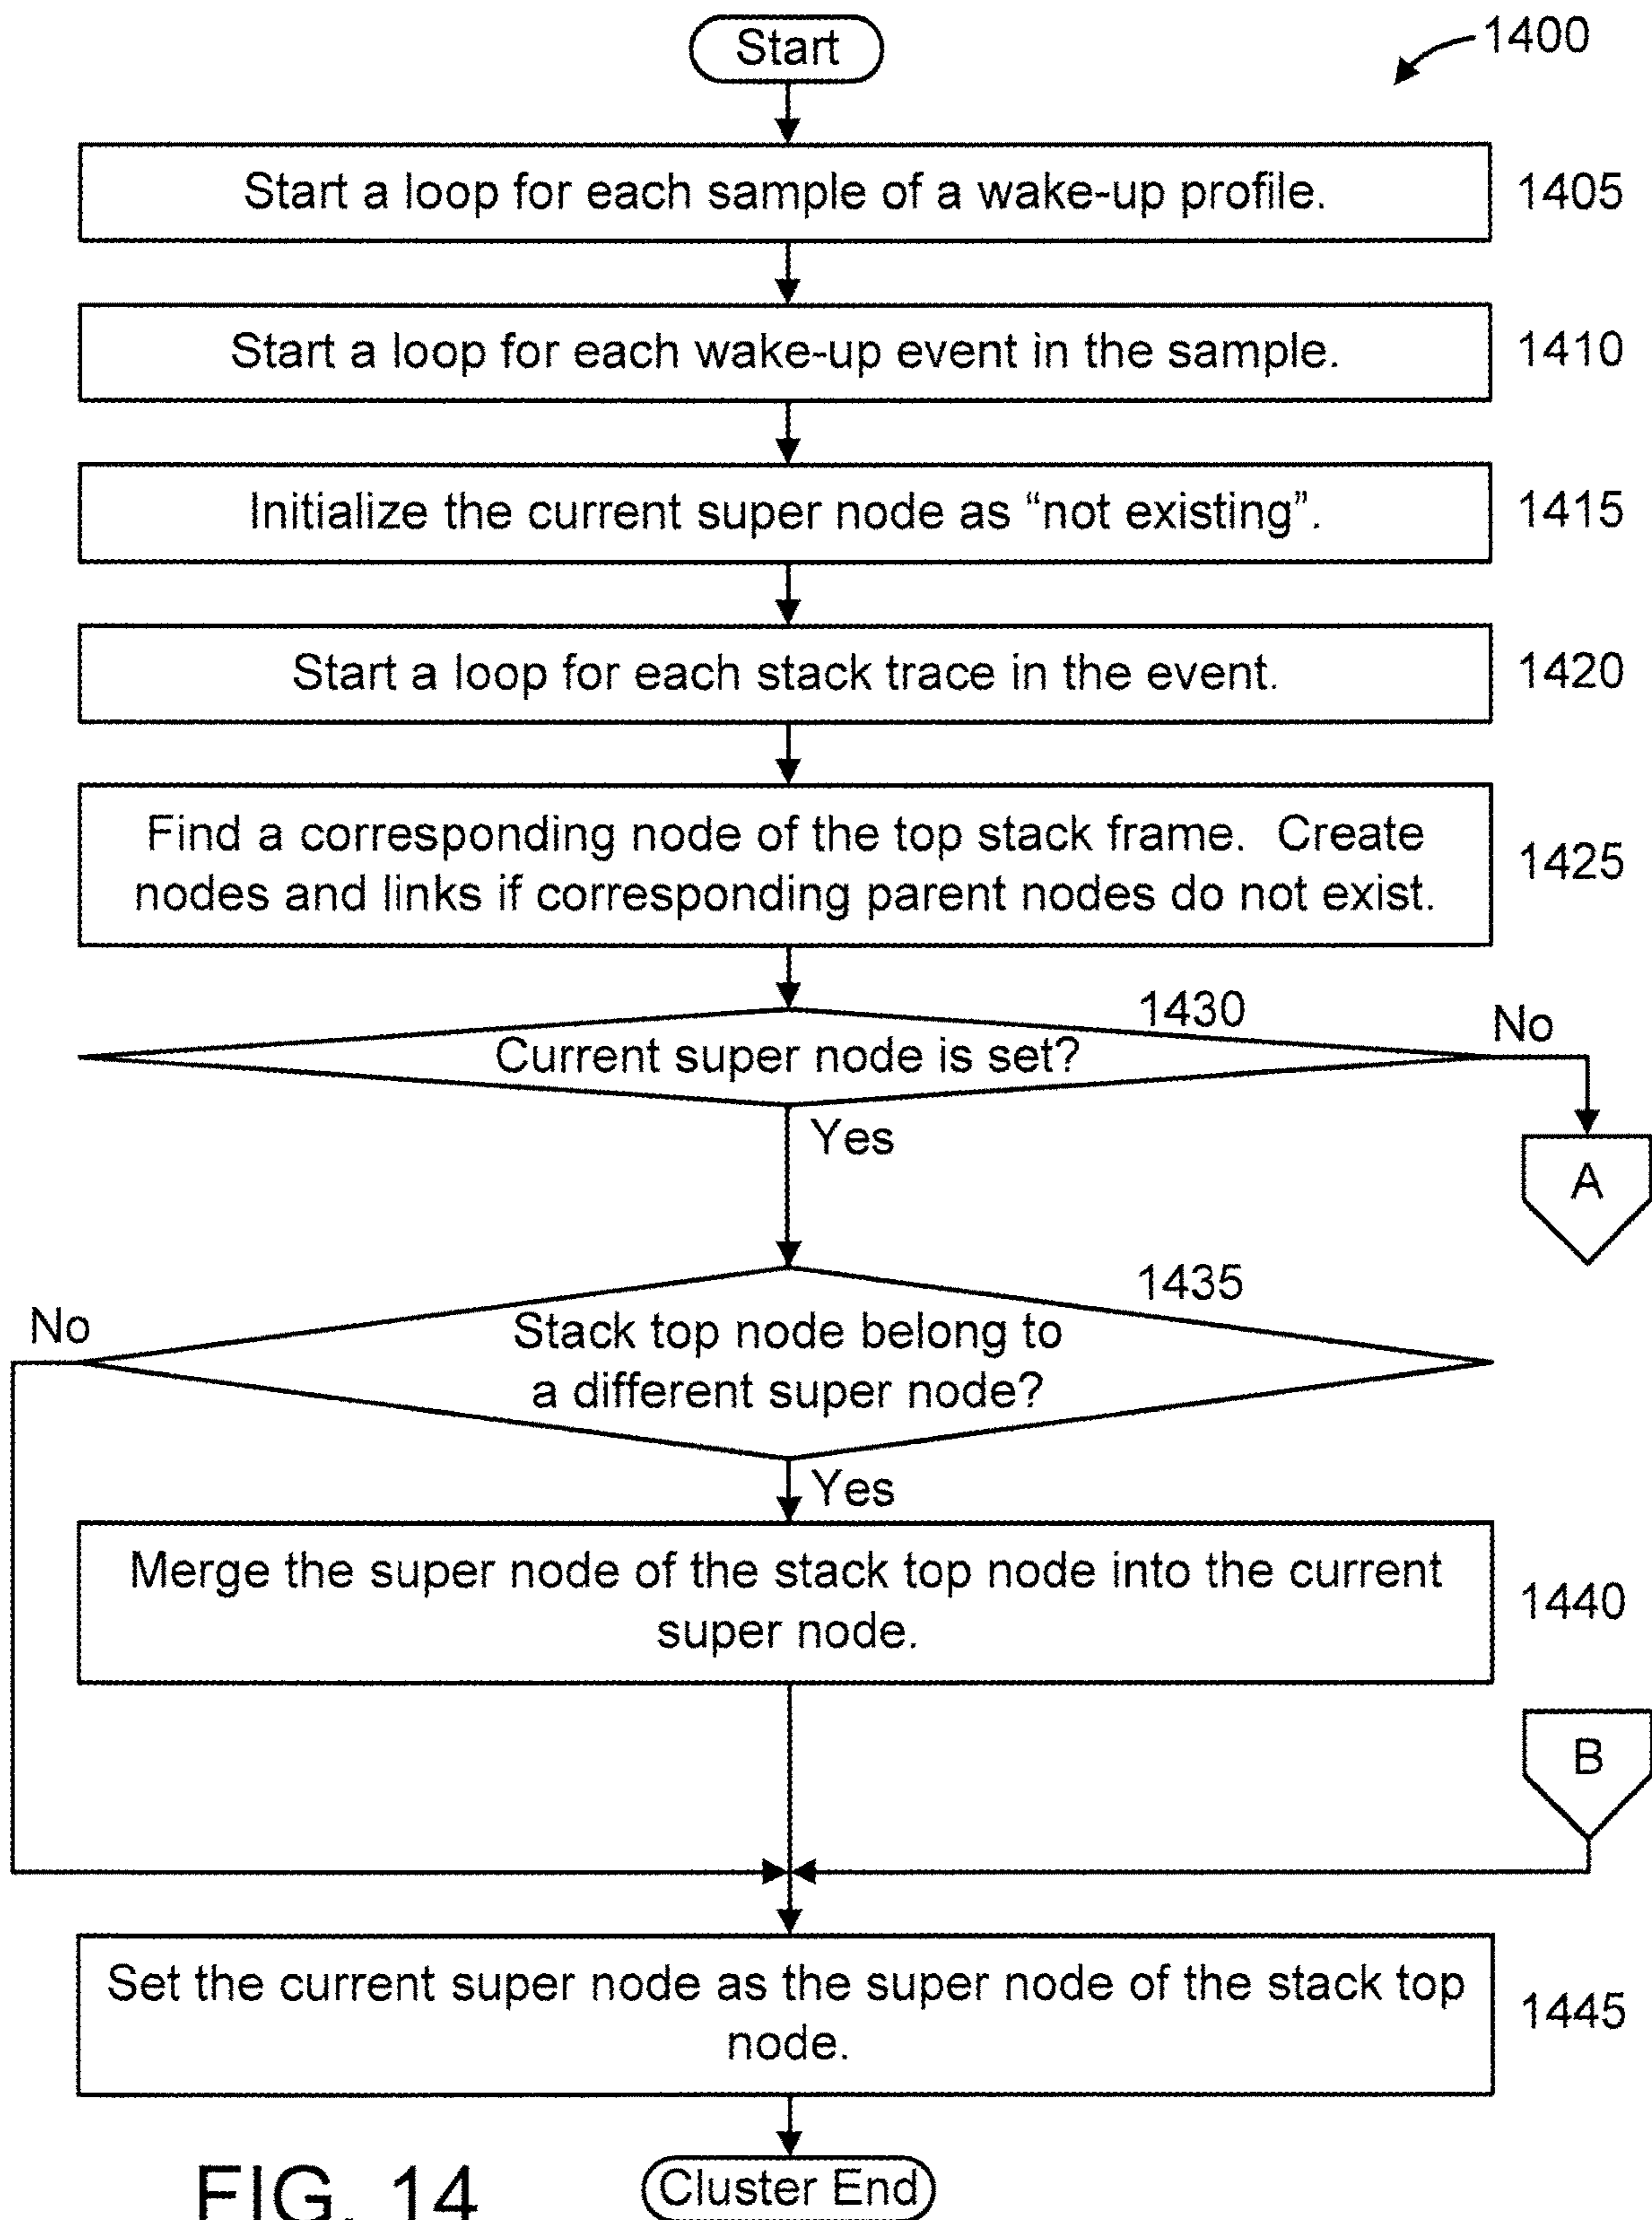 Start
1400
Start a loop for each sample of a wake-up profile.
1405
Start a loop for each wake-up event in the sample.
1410
Initialize the current super node as “not existing”.
1415
Start a loop for each stack trace in the event.
1420
Find a corresponding node of the top stack frame. Create
nodes and links if corresponding parent nodes do not exist.
1425
1430
No
Current super node is set?
Yes
A
1435
No
Stack top node belong to
a different super node?
Yes
Merge the super node of the stack top node into the current
super node.
1440
B
Set the current super node as the super node of the stack top
node.
1445
FIG. 14
Cluster End